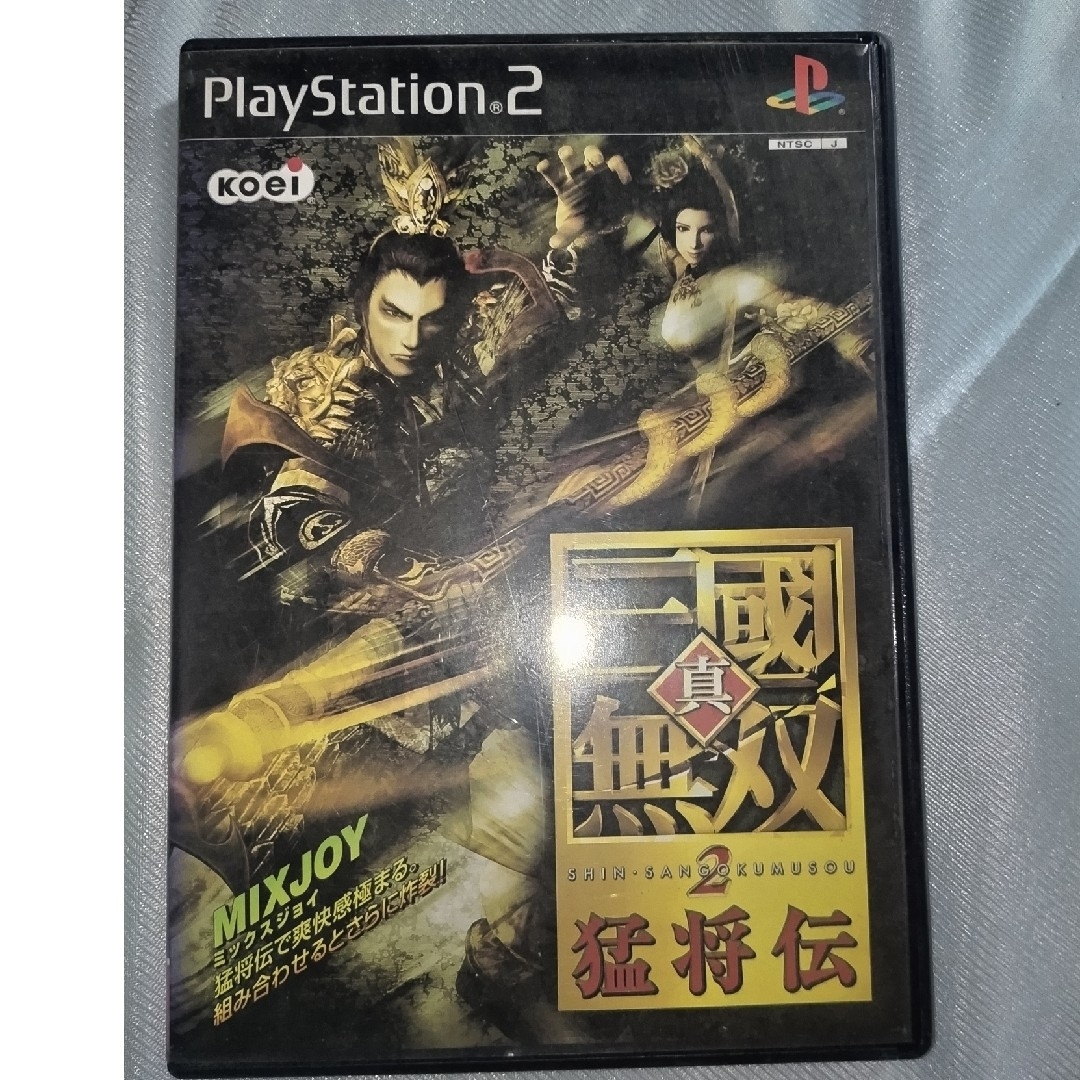 PlayStation®2
NTSC J
KOEI
三國
真
無双
2
SHIN・SANGOKUMUSOU
猛将伝
MIXJOY
ミックスジョイ
猛将伝で爽快感極まる。
組み合わせるとさらに炸裂!